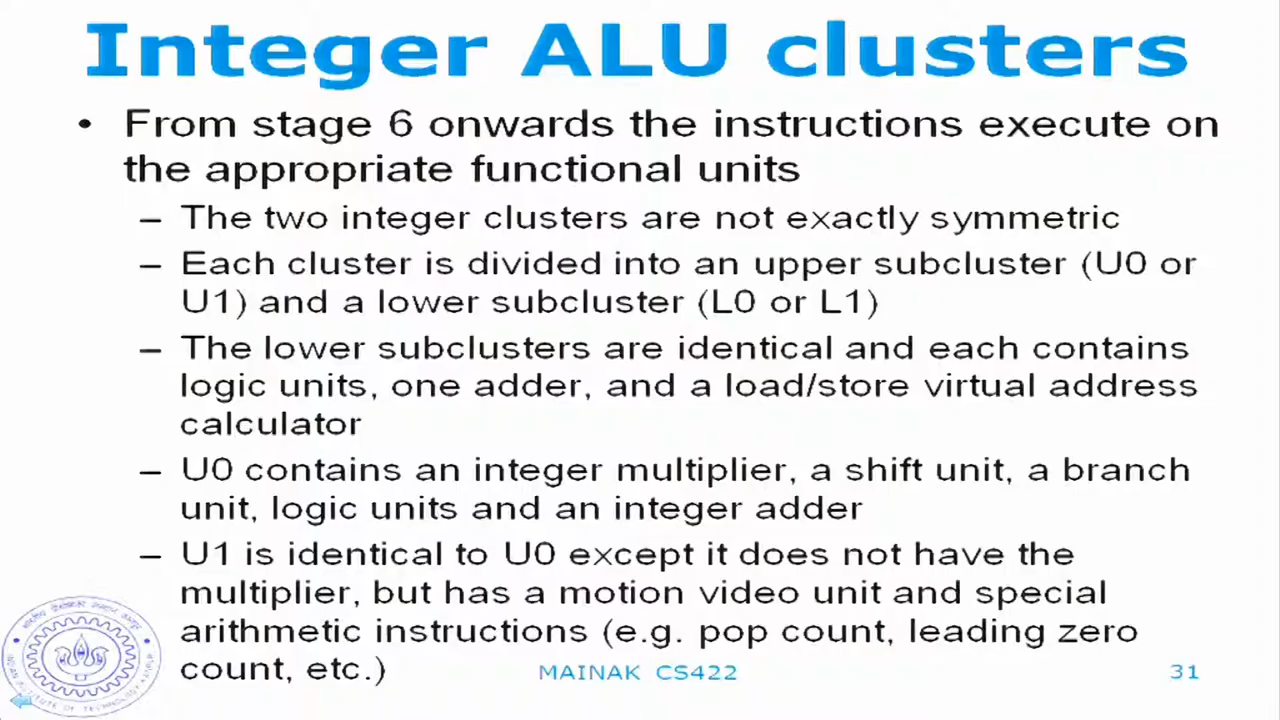 Integer ALU clusters
• From stage 6 onwards the instructions execute on
the appropriate functional units
– The two integer clusters are not exactly symmetric
– Each cluster is divided into an upper subcluster (U0 or
U1) and a lower subcluster (L0 or L1)
– The lower subclusters are identical and each contains
logic units, one adder, and a load/store virtual address
calculator
– U0 contains an integer multiplier, a shift unit, a branch
unit, logic units and an integer adder
– U1 is identical to U0 except it does not have the
multiplier, but has a motion video unit and special
arithmetic instructions (e.g. pop count, leading zero
count, etc.)
MAINAK CS422
31